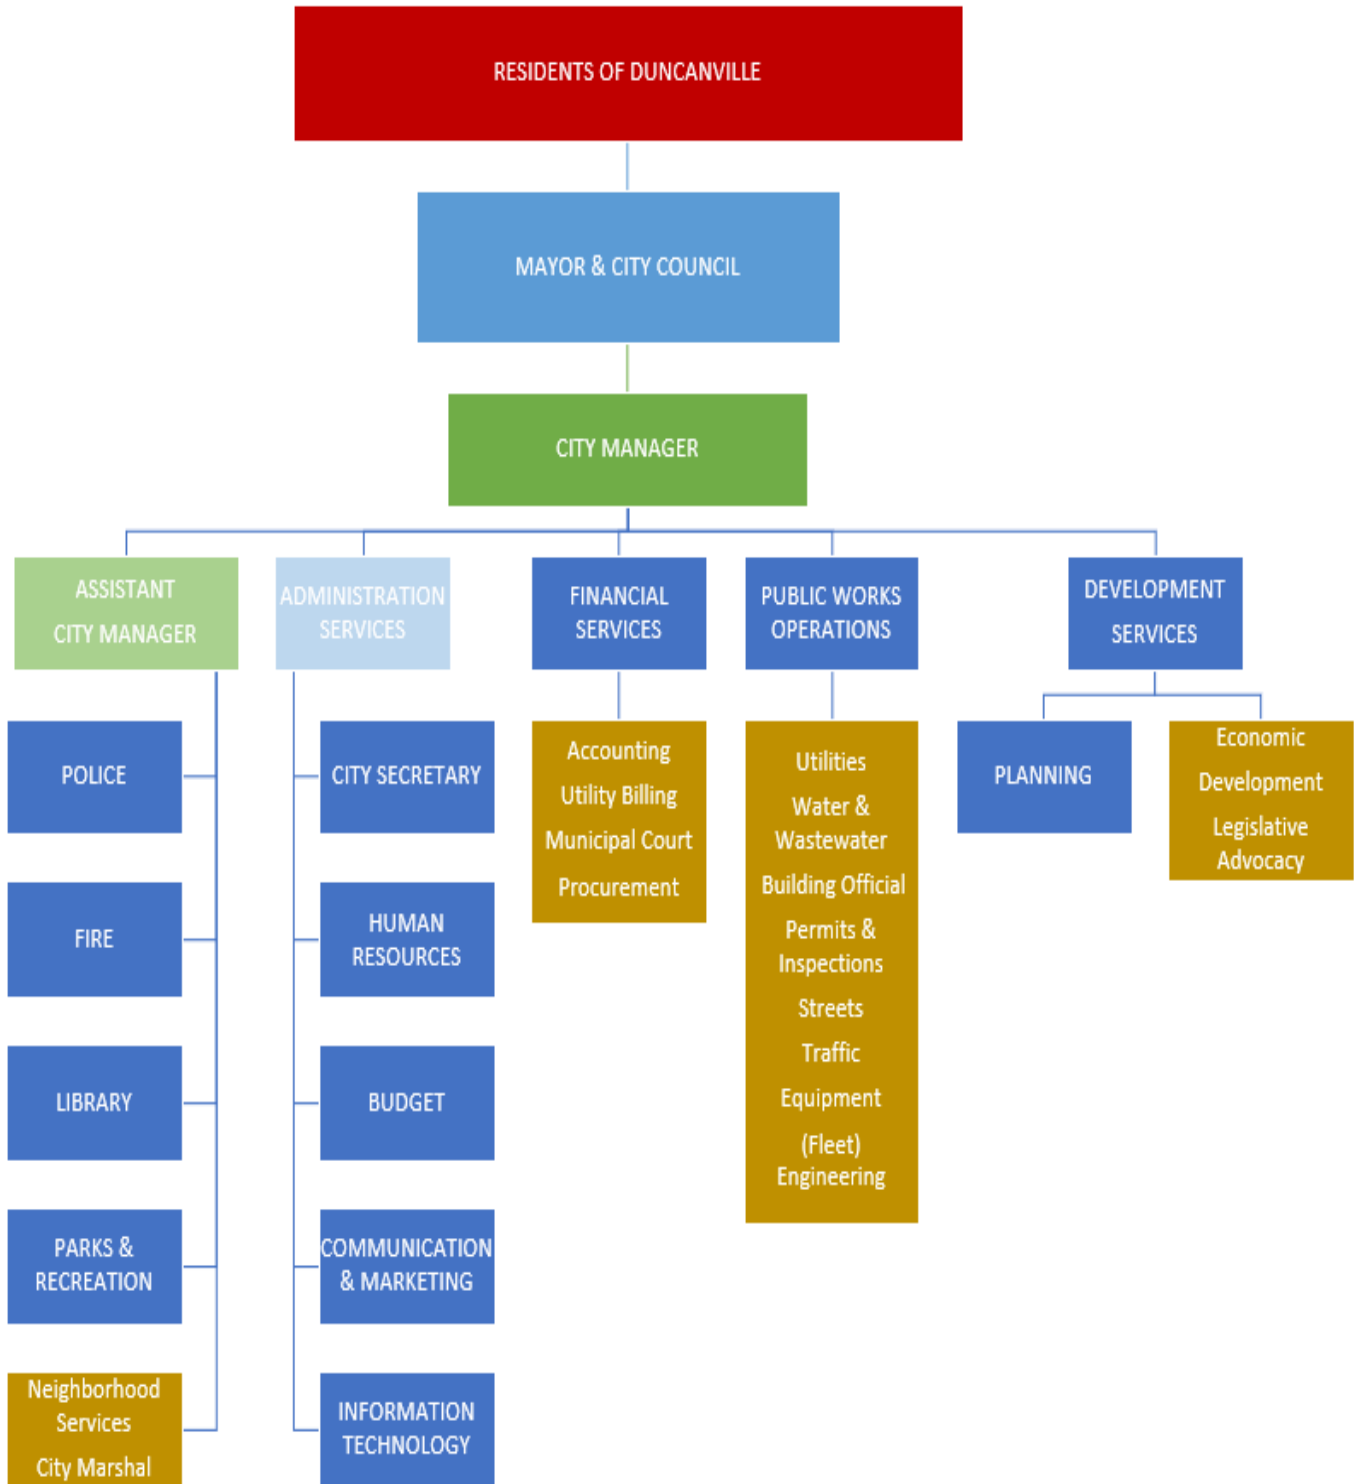 RESIDENTS OF DUNCANVILLE
MAYOR & CITY COUNCIL
CITY MANAGER
ASSISTANT
CITY MANAGER
ADMINISTRATION
SERVICES
FINANCIAL
SERVICES
PUBLIC WORKS
OPERATIONS
DEVELOPMENT
SERVICES
POLICE
FIRE
LIBRARY
PARKS &
RECREATION
Neighborhood
Services
City Marshal
CITY SECRETARY
HUMAN
RESOURCES
BUDGET
COMMUNICATION
& MARKETING
INFORMATION
TECHNOLOGY
Accounting
Utility Billing
Municipal Court
Procurement
Utilities
Water &
Wastewater
Building Official
Permits &
Inspections
Streets
Traffic
Equipment
(Fleet)
Engineering
PLANNING
Economic
Development
Legislative
Advocacy